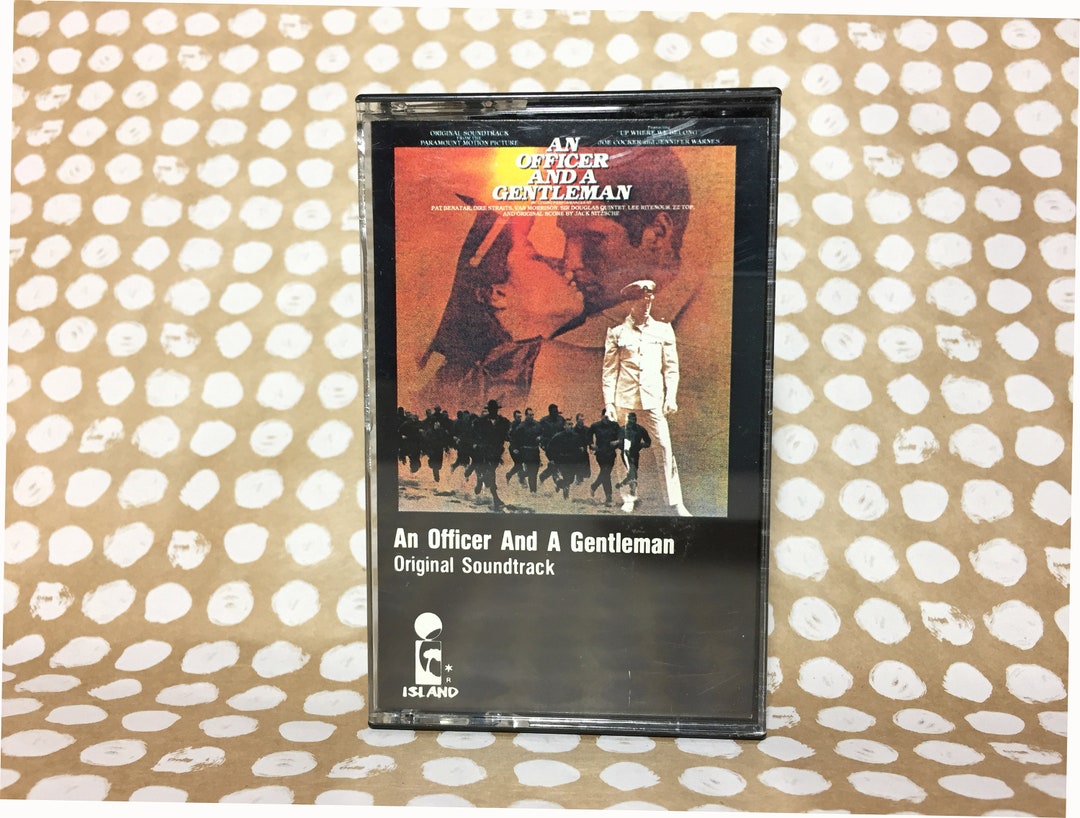 ORIGINAL SOUNDTRACK
FROM THE
PARAMOUNT MOTION PICTURE
"UP WHERE WE BELONG"
JOE COCKER AND JENNIFER WARNES
AN
OFFICER
AND A
GENTLEMAN
PAT BENATAR, DIRE STRAITS, VAN MORRISON, SIR DOUGLAS QUINTET, LEE RITENOUR, ZZ TOP,
AND ORIGINAL SCORE BY JACK NITZSCHE
An Officer And A Gentleman
Original Soundtrack
R
ISLAND